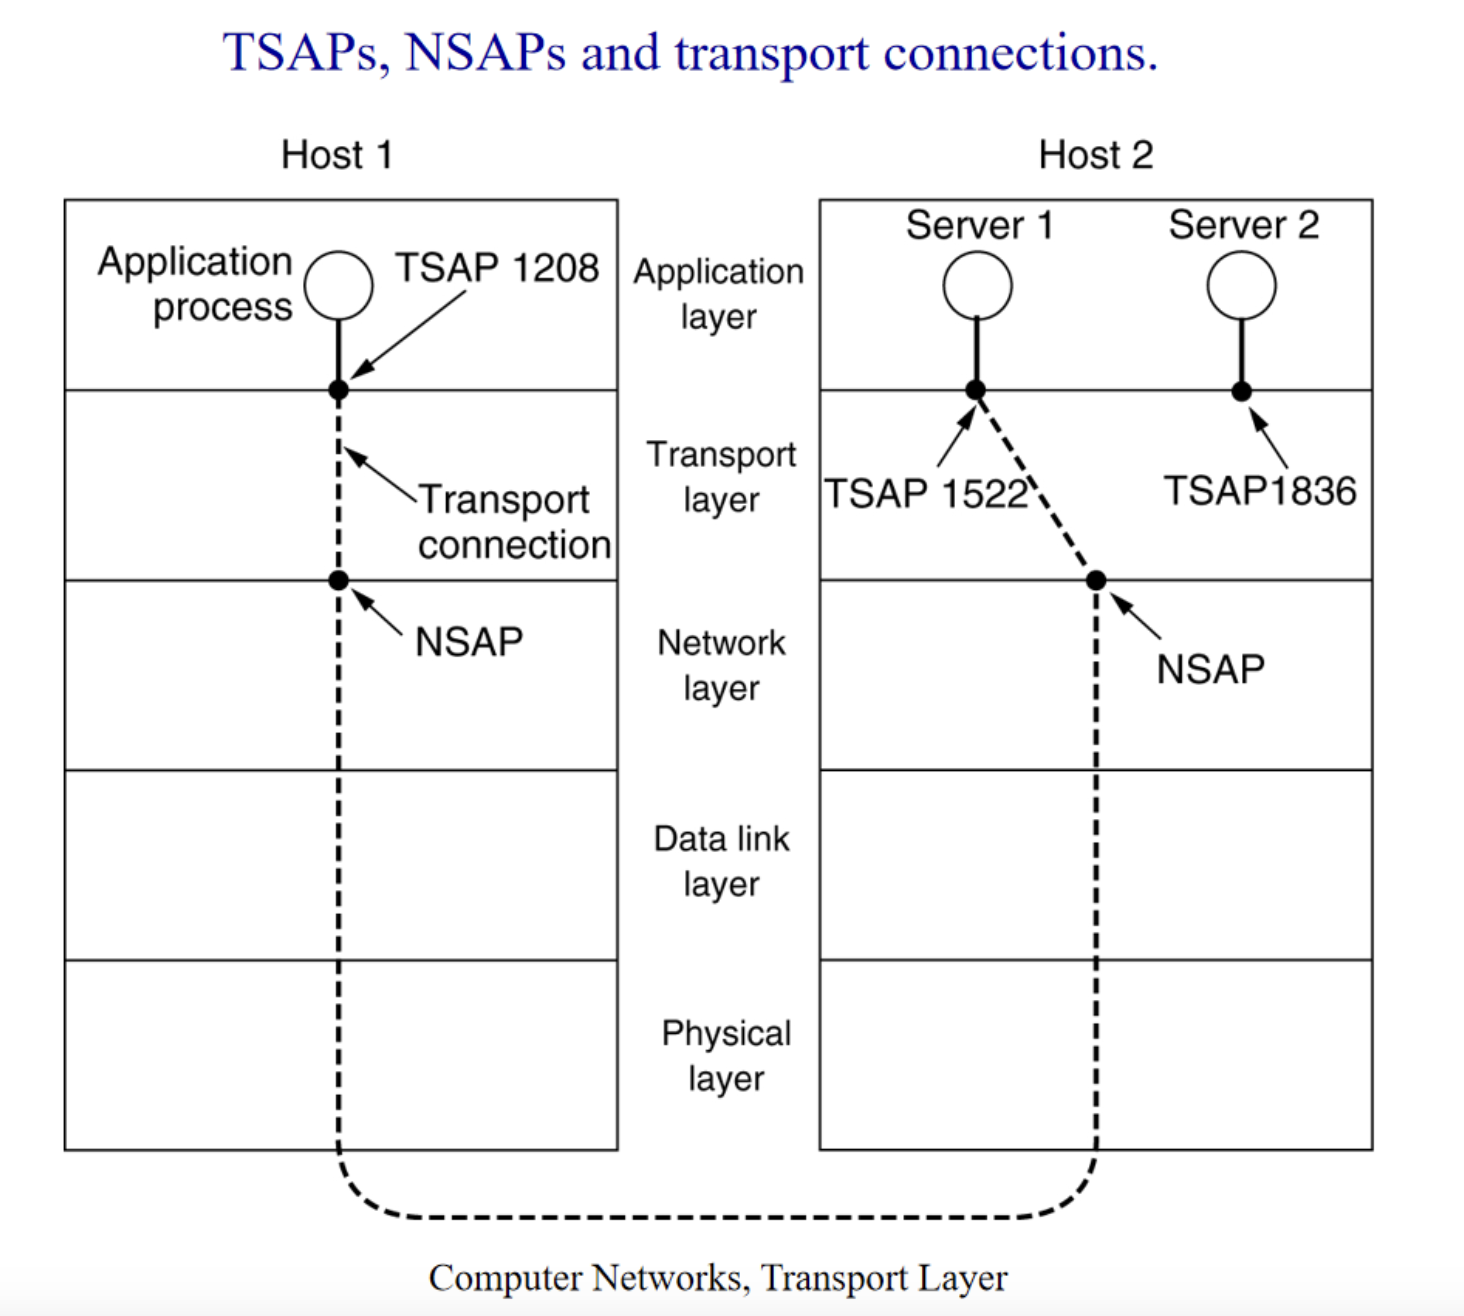 TSAPs, NSAPs and transport connections.
Host 1
Host 2
Application
process
TSAP 1208
Application
layer
Server 1
Server 2
Transport
connection
Transport
layer
TSAP 1522
TSAP1836
NSAP
Network
layer
NSAP
Data link
layer
Physical
layer
Computer Networks, Transport Layer